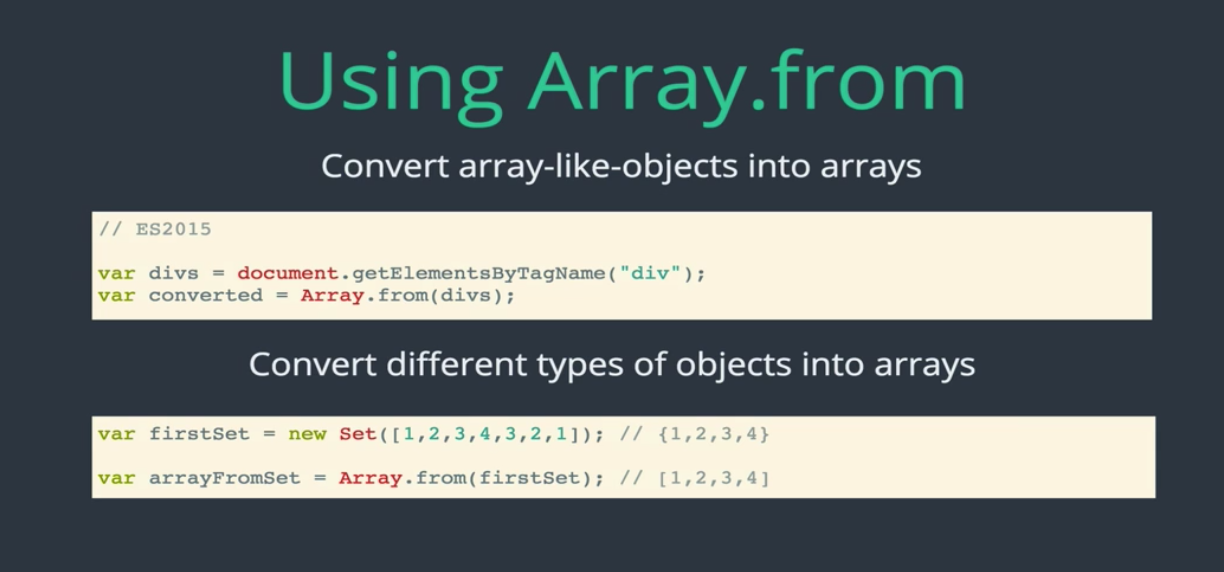 Using Array.from
Convert array-like-objects into arrays
// ES2015
var divs = document.getElementsByTagName("div");
var converted = Array.from(divs);
Convert different types of objects into arrays
var firstSet = new Set([1,2,3,4,3,2,1]); // {1,2,3,4}
var arrayFromSet = Array.from(firstSet); // [1,2,3,4]